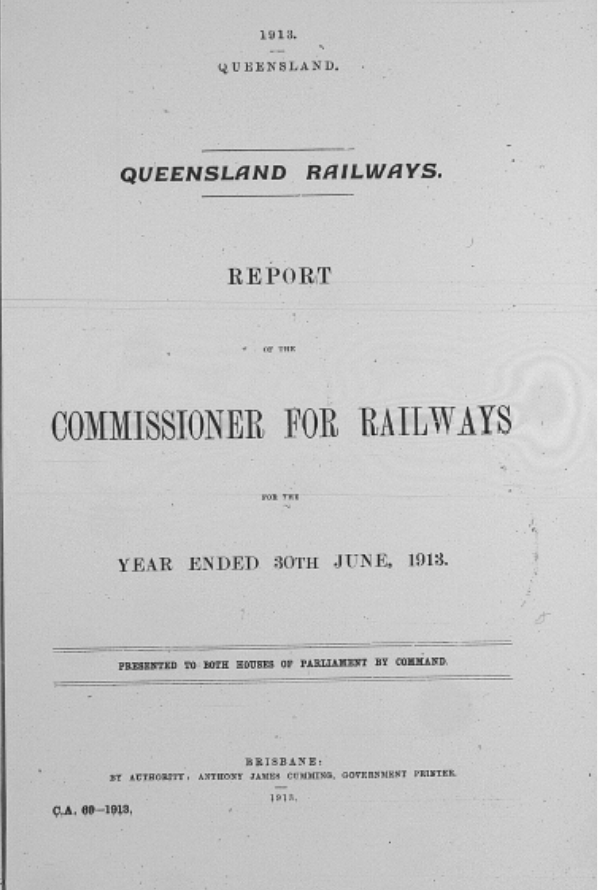 1913.
QUEENSLAND.
QUEENSLAND RAILWAYS.
REPORT
OF THE
COMMISSIONER FOR RAILWAYS
FOR THE
YEAR ENDED 30TH JUNE, 1913.
PRESENTED TO BOTH HOUSES OF PARLIAMENT BY COMMAND.
BRISBANE:
BY AUTHORITY: ANTHONY JAMES CUMMING, GOVERNMENT PRINTER.
1913.
C.A. 69—1913.